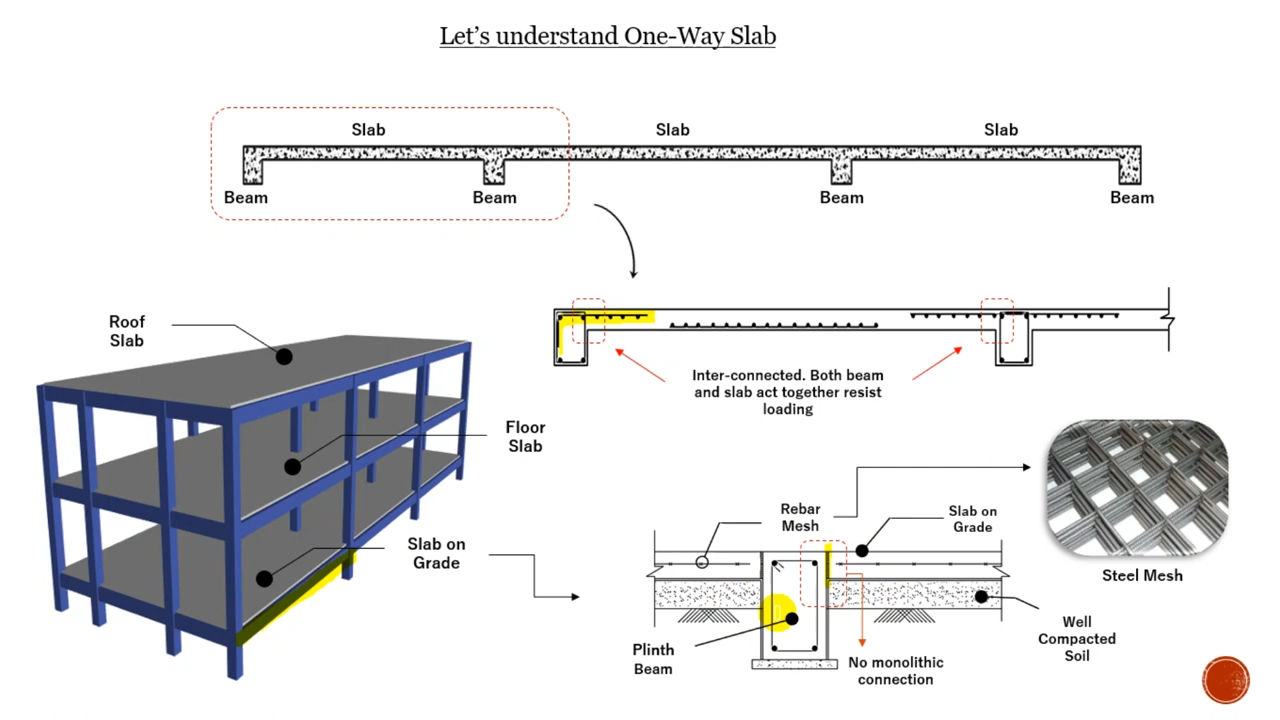 Let's understand One-Way Slab
Slab
Slab
Slab
Beam
Beam
Beam
Beam
Roof
Slab
Inter-connected. Both beam
and slab act together resist
loading
Floor
Slab
Rebar
Mesh
Slab on
Grade
Slab on
Grade
Steel Mesh
Well
Compacted
Soil
Plinth
Beam
No monolithic
connection